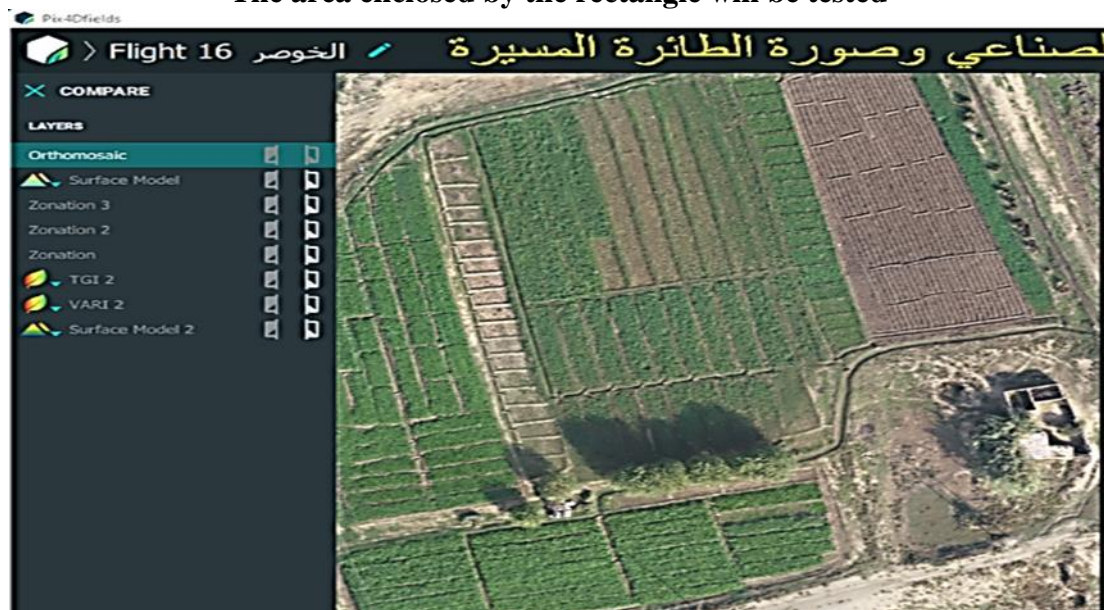 The area enclosed by the rectangle will be tested
Pix4Dfields
Flight 16 الخوصر
لصناعي وصورة الطائرة المسيرة
COMPARE
LAYERS
Orthomosaic
Surface Model
Zonation 3
Zonation 2
Zonation
TGI 2
VARI 2
Surface Model 2